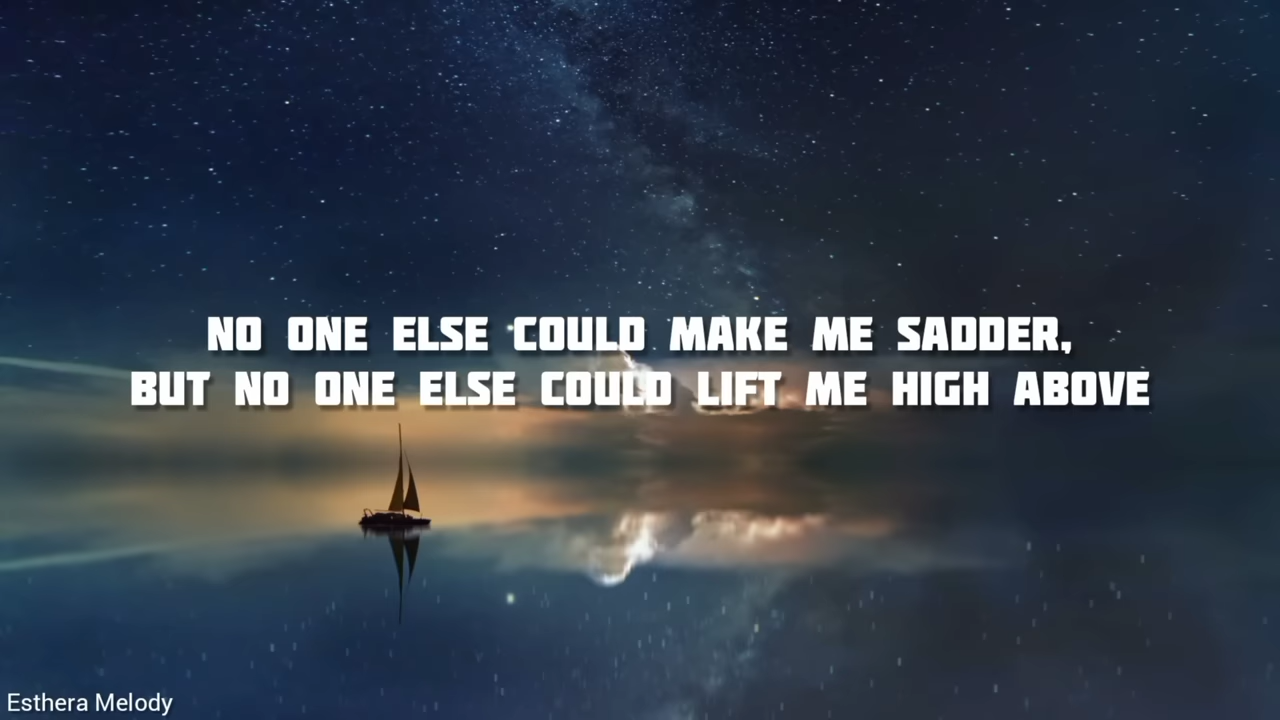 NO ONE ELSE COULD MAKE ME SADDER,
BUT NO ONE ELSE COULD LIFT ME HIGH ABOVE
Esthera Melody